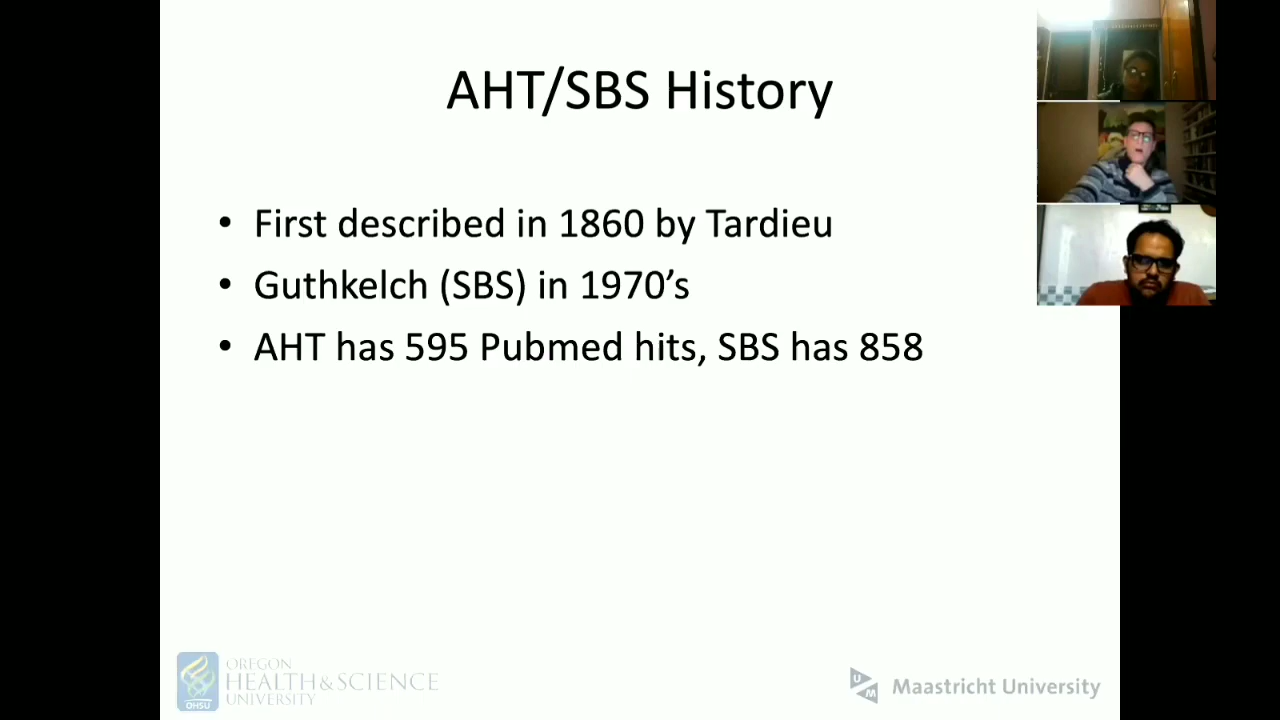 AHT/SBS History
• First described in 1860 by Tardieu
• Guthkelch (SBS) in 1970’s
• AHT has 595 Pubmed hits, SBS has 858
OHSU
OREGON
HEALTH&SCIENCE
UNIVERSITY
UM
Maastricht University